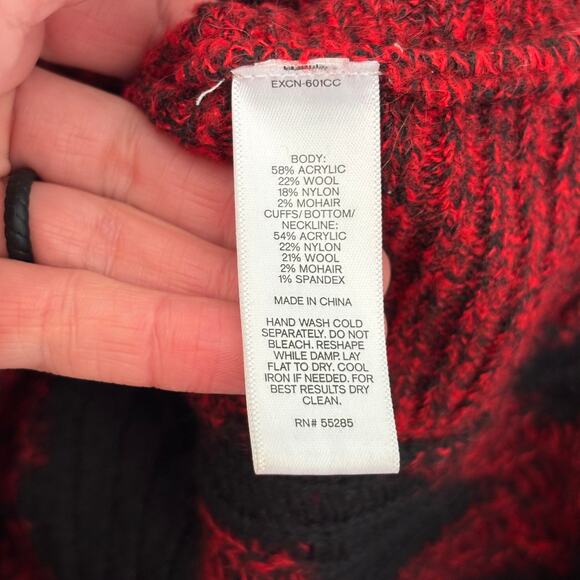 EXCN-601CC
BODY:
58% ACRYLIC
22% WOOL
18% NYLON
2% MOHAIR
CUFFS/BOTTOM/
NECKLINE:
54% ACRYLIC
22% NYLON
21% WOOL
2% MOHAIR
1% SPANDEX
MADE IN CHINA
HAND WASH COLD
SEPARATELY. DO NOT
BLEACH. RESHAPE
WHILE DAMP. LAY
FLAT TO DRY. COOL
IRON IF NEEDED. FOR
BEST RESULTS DRY
CLEAN.
RN# 55285